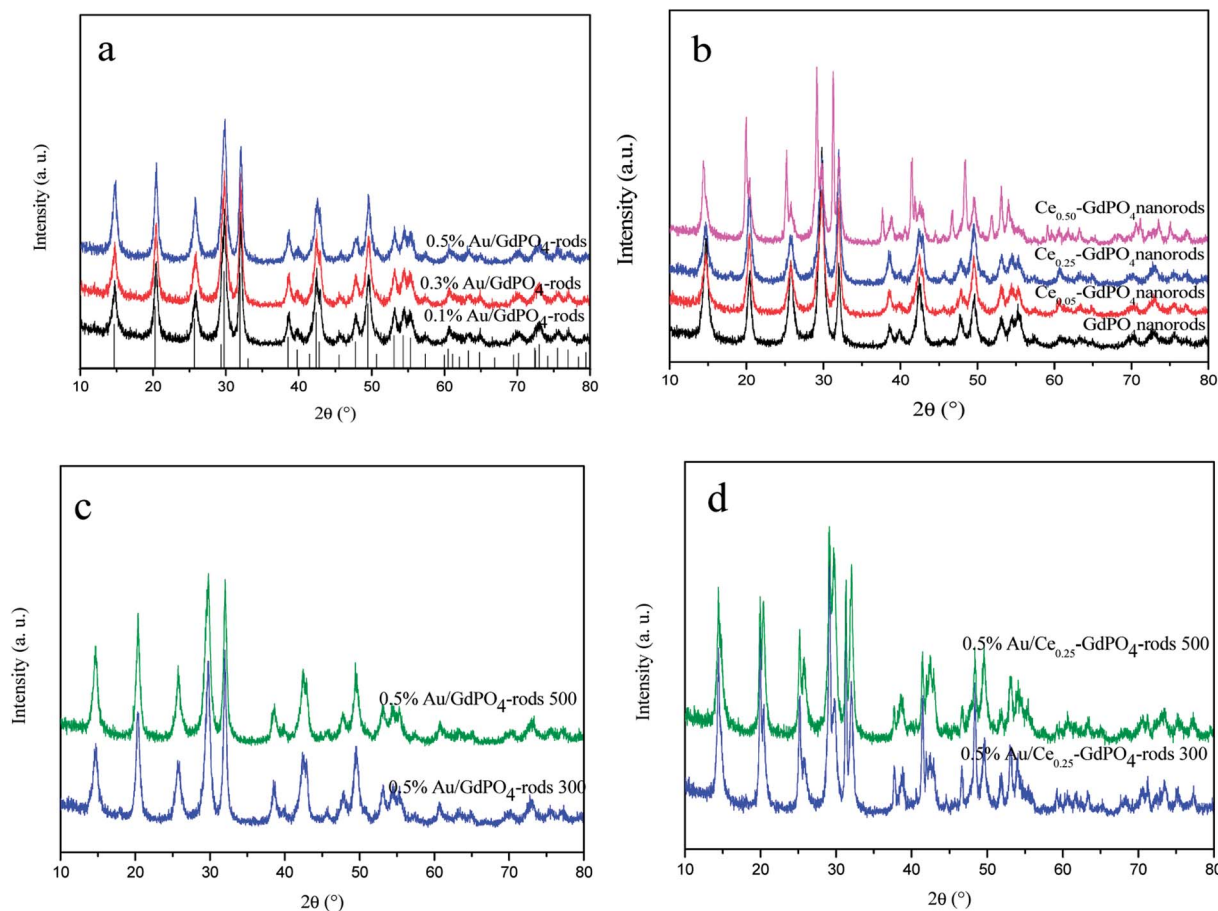 a
0.5% Au/GdPO4-rods
0.3% Au/GdPO4-rods
0.1% Au/GdPO4-rods
Intensity (a. u.)
10 20 30 40 50 60 70 80
2θ (°)
b
Ce0.50-GdPO4nanorods
Ce0.25-GdPO4nanorods
Ce0.05-GdPO4nanorods
GdPO4nanorods
Intensity (a.u.)
10 20 30 40 50 60 70 80
2θ (°)
c
0.5% Au/GdPO4-rods 500
0.5% Au/GdPO4-rods 300
Intensity (a. u.)
10 20 30 40 50 60 70 80
2θ (°)
d
0.5% Au/Ce0.25-GdPO4-rods 500
0.5% Au/Ce0.25-GdPO4-rods 300
Intensity (a. u.)
10 20 30 40 50 60 70 80
2θ (°)